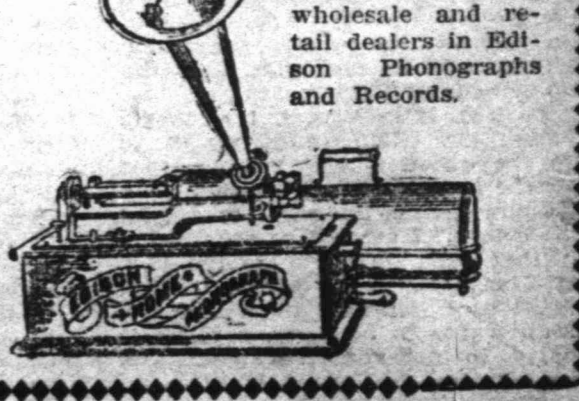 wholesale and re-
tail dealers in Edi-
son Phonographs
and Records.
EDISON
HOME
PHONOGRAPH